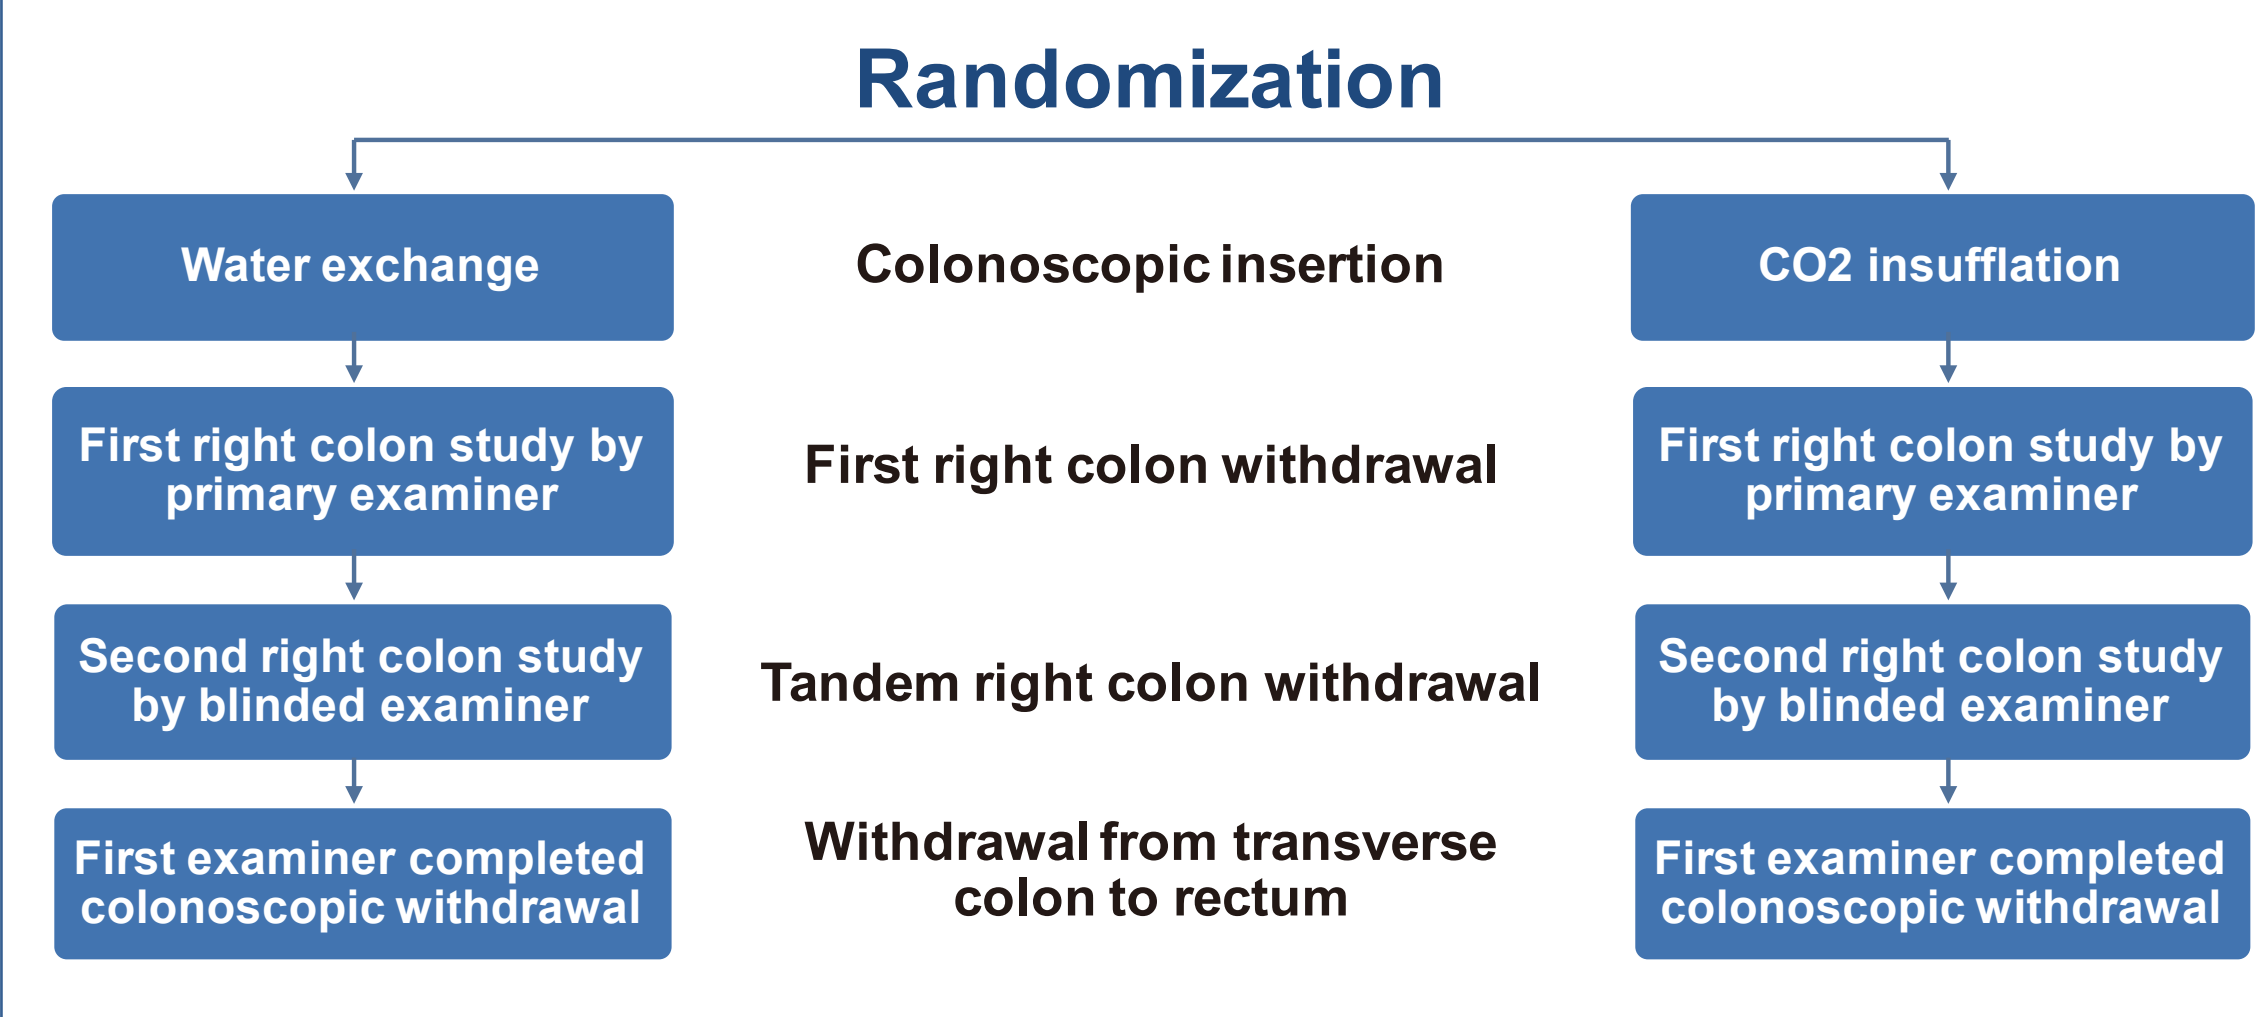 Randomization
Water exchange
Colonoscopic insertion
CO2 insufflation
First right colon study by
primary examiner
First right colon withdrawal
First right colon study by
primary examiner
Second right colon study
by blinded examiner
Tandem right colon withdrawal
Second right colon study
by blinded examiner
First examiner completed
colonoscopic withdrawal
Withdrawal from transverse
colon to rectum
First examiner completed
colonoscopic withdrawal